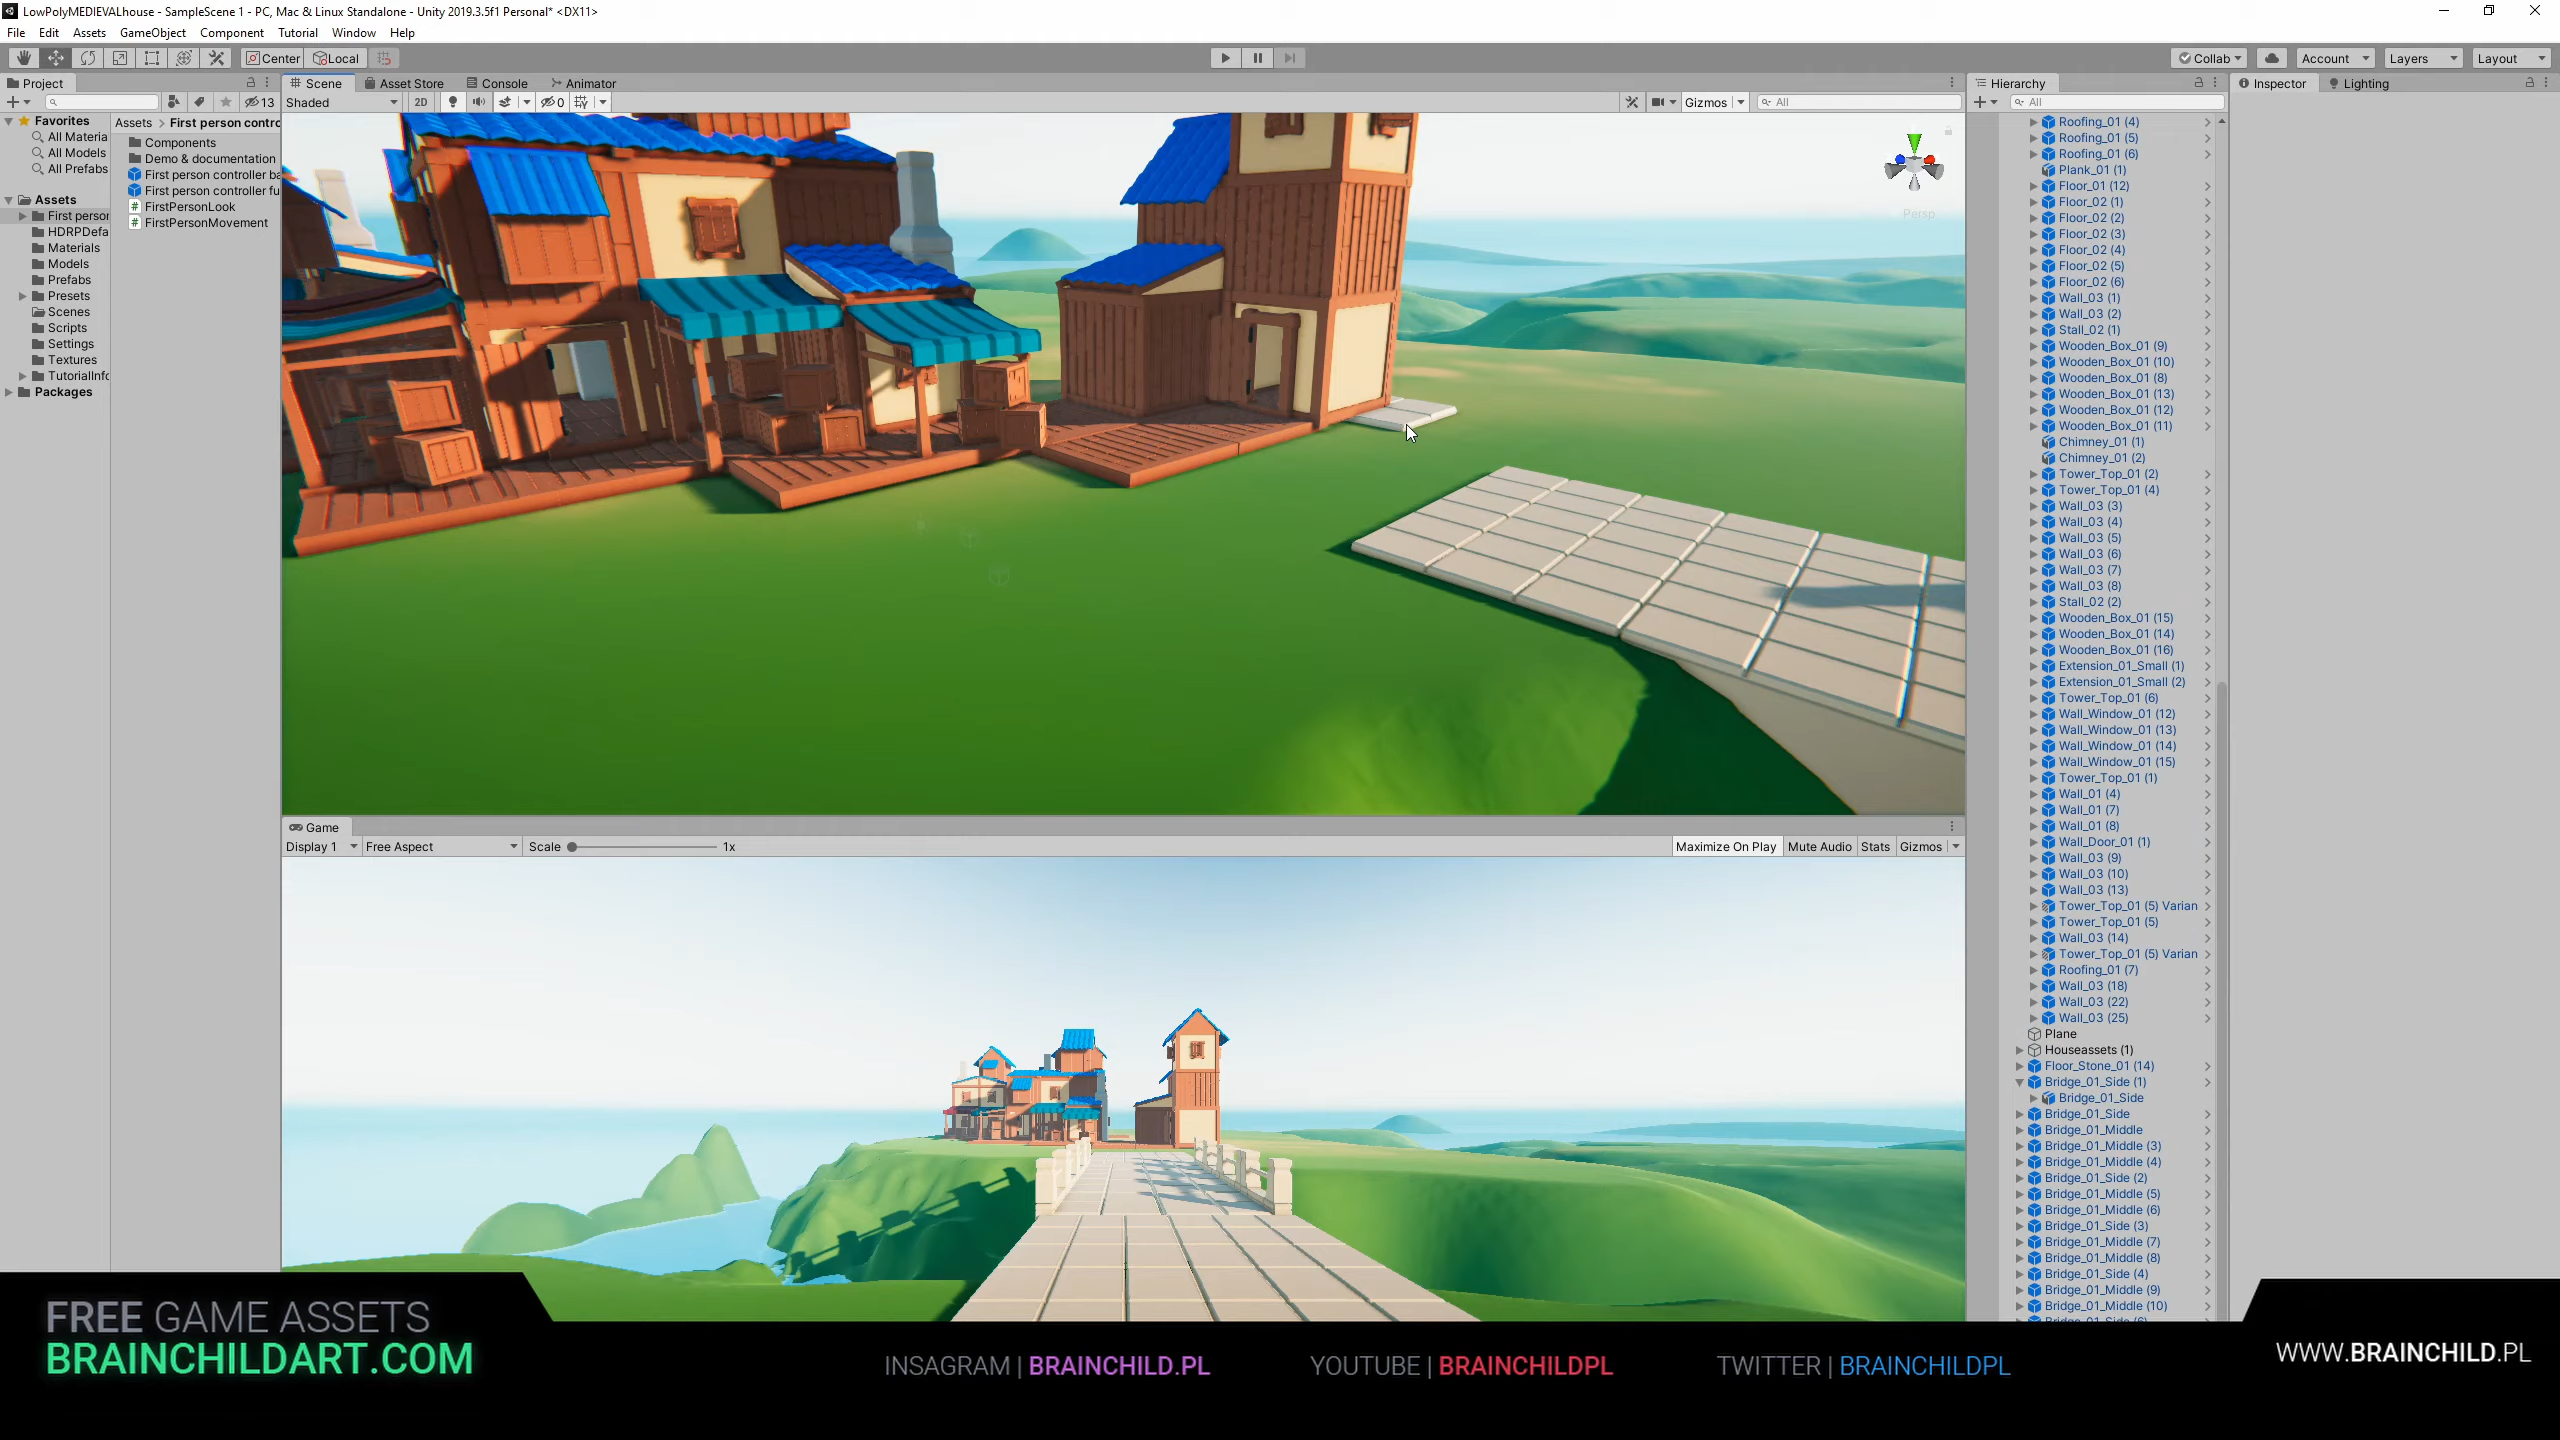 LowPolyMEDIEVALhouse - SampleScene 1 - PC, Mac & Linux Standalone - Unity 2019.3.5f1 Personal* <DX11>
File Edit Assets GameObject Component Tutorial Window Help
Center Local Collab Account Layers Layout
Project
13
Favorites
All Materia
All Models
All Prefabs
Assets
First persor
HDRPDefa
Materials
Models
Prefabs
Presets
Scenes
Scripts
Settings
Textures
TutorialInfo
Packages
Assets > First person contro
Components
Demo & documentation
First person controller ba
First person controller fu
FirstPersonLook
FirstPersonMovement
Scene Asset Store Console Animator
Shaded 2D 0 Gizmos All
Persp
Game
Display 1 Free Aspect Scale 1x Maximize On Play Mute Audio Stats Gizmos
Hierarchy
All
Roofing_01 (4)
Roofing_01 (5)
Roofing_01 (6)
Plank_01 (1)
Floor_01 (12)
Floor_02 (1)
Floor_02 (2)
Floor_02 (3)
Floor_02 (4)
Floor_02 (5)
Floor_02 (6)
Wall_03 (1)
Wall_03 (2)
Stall_02 (1)
Wooden_Box_01 (9)
Wooden_Box_01 (10)
Wooden_Box_01 (8)
Wooden_Box_01 (13)
Wooden_Box_01 (12)
Wooden_Box_01 (11)
Chimney_01 (1)
Chimney_01 (2)
Tower_Top_01 (2)
Tower_Top_01 (4)
Wall_03 (3)
Wall_03 (4)
Wall_03 (5)
Wall_03 (6)
Wall_03 (7)
Wall_03 (8)
Stall_02 (2)
Wooden_Box_01 (15)
Wooden_Box_01 (14)
Wooden_Box_01 (16)
Extension_01_Small (1)
Extension_01_Small (2)
Tower_Top_01 (6)
Wall_Window_01 (12)
Wall_Window_01 (13)
Wall_Window_01 (14)
Wall_Window_01 (15)
Tower_Top_01 (1)
Wall_01 (4)
Wall_01 (7)
Wall_01 (8)
Wall_Door_01 (1)
Wall_03 (9)
Wall_03 (10)
Wall_03 (13)
Tower_Top_01 (5) Varian
Tower_Top_01 (5)
Wall_03 (14)
Tower_Top_01 (5) Varian
Roofing_01 (7)
Wall_03 (18)
Wall_03 (22)
Wall_03 (25)
Plane
Houseassets (1)
Floor_Stone_01 (14)
Bridge_01_Side (1)
Bridge_01_Side
Bridge_01_Side
Bridge_01_Middle
Bridge_01_Middle (3)
Bridge_01_Middle (4)
Bridge_01_Side (2)
Bridge_01_Middle (5)
Bridge_01_Middle (6)
Bridge_01_Side (3)
Bridge_01_Middle (7)
Bridge_01_Middle (8)
Bridge_01_Side (4)
Bridge_01_Middle (9)
Bridge_01_Middle (10)
Inspector Lighting
FREE GAME ASSETS
BRAINCHILDART.COM
INSAGRAM | BRAINCHILD.PL YOUTUBE | BRAINCHILDPL TWITTER | BRAINCHILDPL
WWW.BRAINCHILD.PL